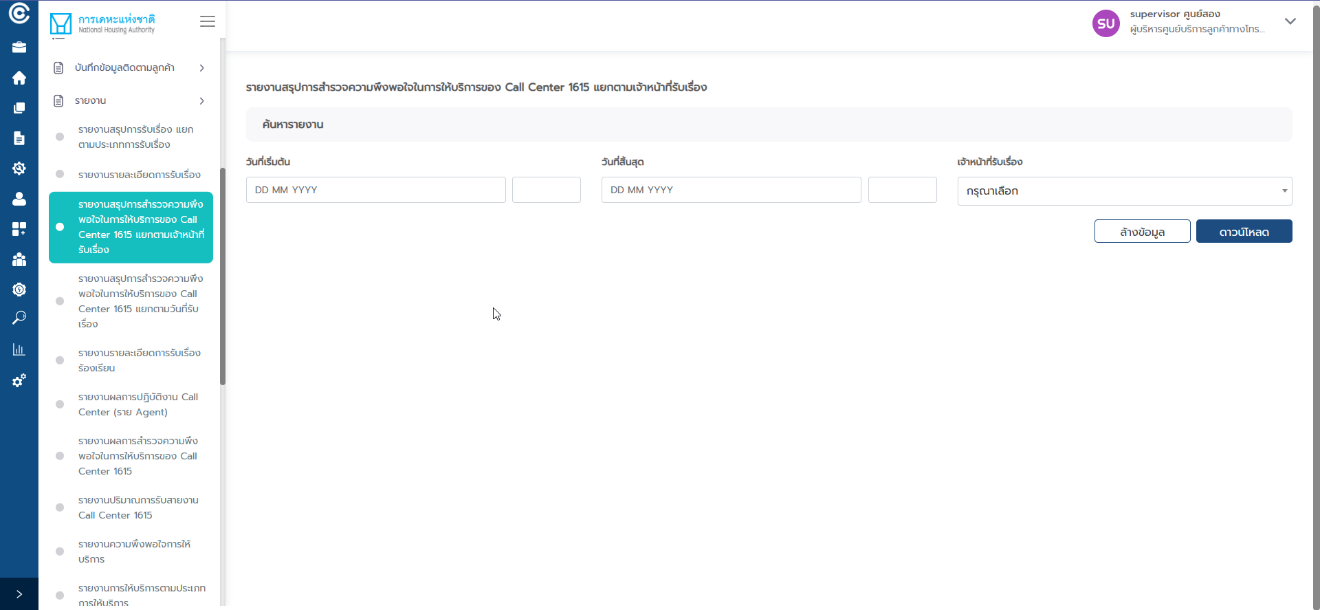 การเคหะแห่งชาติ
National Housing Authority
SU
supervisor ศูนย์สอง
ผู้บริหารศูนย์บริการลูกค้าทางโทร...
บันทึกข้อมูลติดตามลูกค้า
รายงาน
รายงานสรุปการรับเรื่อง แยก
ตามประเภทการรับเรื่อง
รายงานรายละเอียดการรับเรื่อง
รายงานสรุปการสำรวจความพึง
พอใจในการให้บริการของ Call
Center 1615 แยกตามเจ้าหน้าที่
รับเรื่อง
รายงานสรุปการสำรวจความพึง
พอใจในการให้บริการของ Call
Center 1615 แยกตามวันที่รับ
เรื่อง
รายงานรายละเอียดการรับเรื่อง
ร้องเรียน
รายงานผลการปฏิบัติงาน Call
Center (ราย Agent)
รายงานผลการสำรวจความพึง
พอใจในการให้บริการของ Call
Center 1615
รายงานปริมาณการรับสายงาน
Call Center 1615
รายงานความพึงพอใจการให้
บริการ
รายงานการให้บริการตามประเภท
การให้บริการ
รายงานสรุปการสำรวจความพึงพอใจในการให้บริการของ Call Center 1615 แยกตามเจ้าหน้าที่รับเรื่อง
ค้นหารายงาน
วันที่เริ่มต้น
วันที่สิ้นสุด
เจ้าหน้าที่รับเรื่อง
DD MM YYYY
DD MM YYYY
กรุณาเลือก
ล้างข้อมูล
ดาวน์โหลด